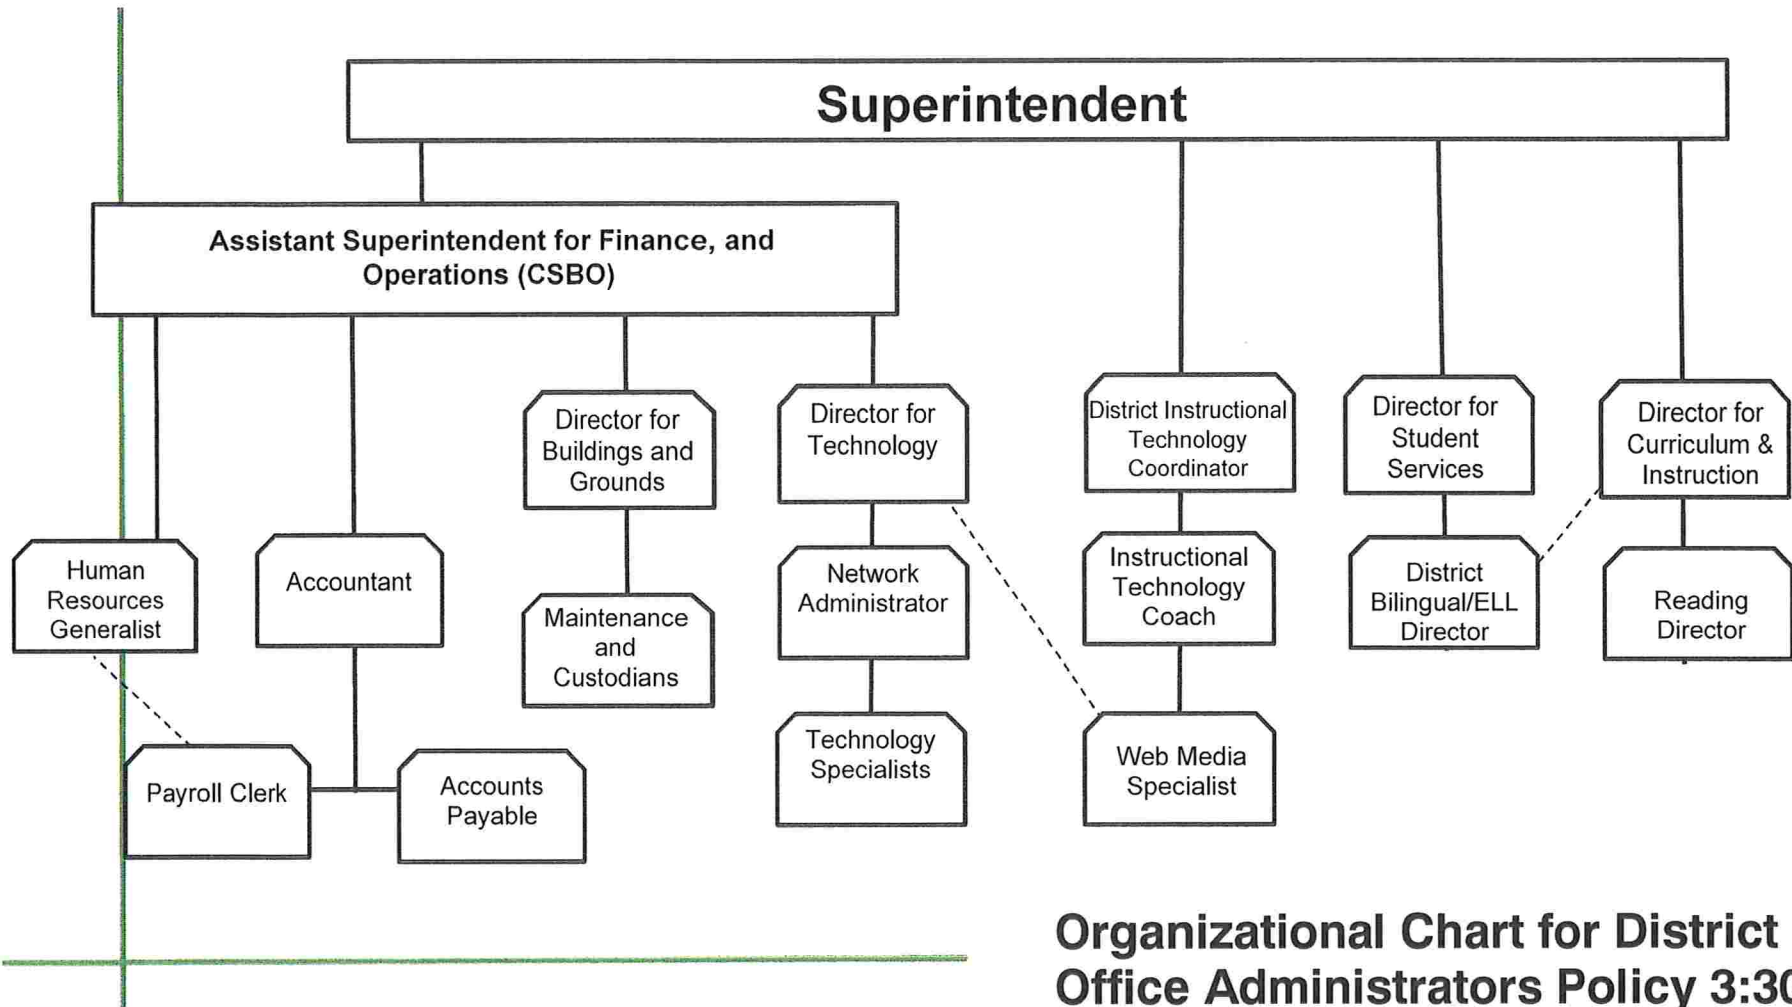 Superintendent
Assistant Superintendent for Finance, and
Operations (CSBO)
Human
Resources
Generalist
Accountant
Director for
Buildings and
Grounds
Director for
Technology
District Instructional
Technology
Coordinator
Director for
Student
Services
Director for
Curriculum &
Instruction
Maintenance
and
Custodians
Network
Administrator
Instructional
Technology
Coach
District
Bilingual/ELL
Director
Reading
Director
Payroll Clerk
Accounts
Payable
Technology
Specialists
Web Media
Specialist
Organizational Chart for District
Office Administrators Policy 3:30